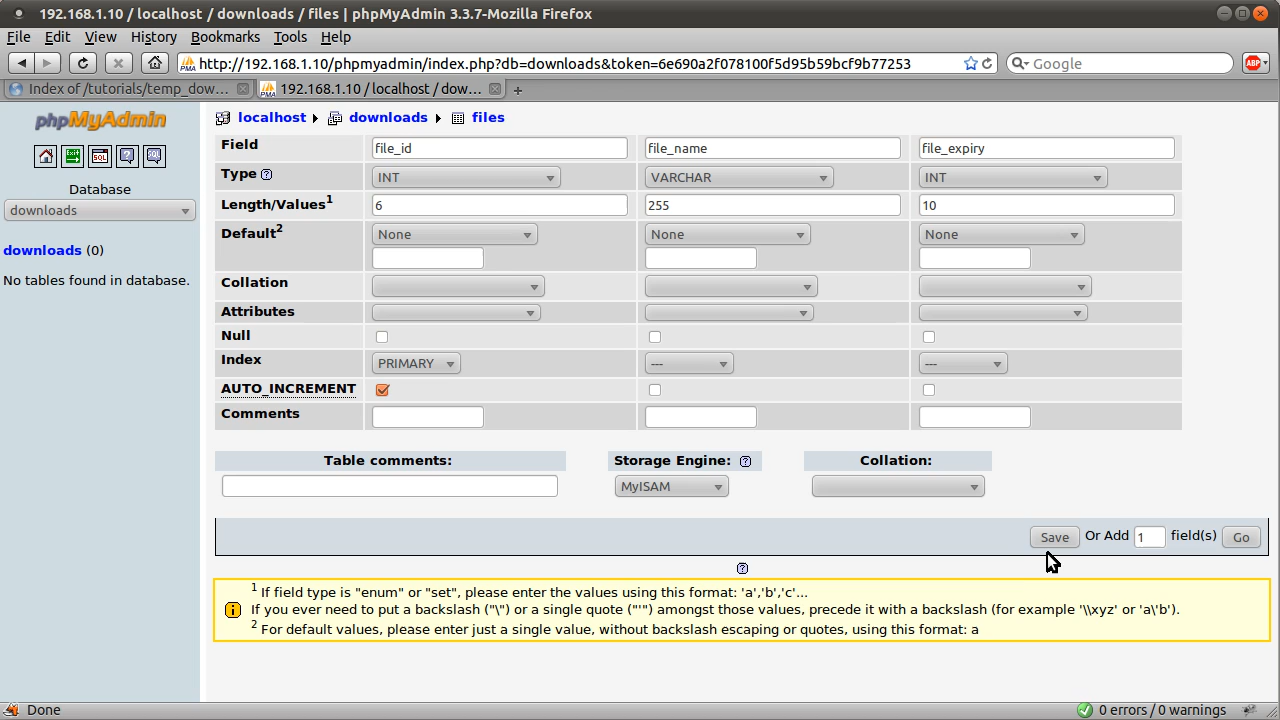 192.168.1.10 / localhost / downloads / files | phpMyAdmin 3.3.7-Mozilla Firefox
File Edit View History Bookmarks Tools Help
http://192.168.1.10/phpmyadmin/index.php?db=downloads&token=6e690a2f078100f5d95b59bcf9b77253
Google
ABP
Index of /tutorials/temp_dow...
192.168.1.10 / localhost / dow...
phpMyAdmin
SQL
Database
downloads
downloads (0)
No tables found in database.
localhost downloads files
Field file_id file_name file_expiry
Type INT VARCHAR INT
Length/Values1 6 255 10
Default2 None None None
Collation
Attributes
Null
Index PRIMARY --- ---
AUTO_INCREMENT
Comments
Table comments: Storage Engine: Collation:
MyISAM
Save Or Add 1 field(s) Go
1 If field type is "enum" or "set", please enter the values using this format: 'a','b','c'...
If you ever need to put a backslash ("\") or a single quote ("'") amongst those values, precede it with a backslash (for example '\\xyz' or 'a\'b').
2 For default values, please enter just a single value, without backslash escaping or quotes, using this format: a
Done
0 errors / 0 warnings